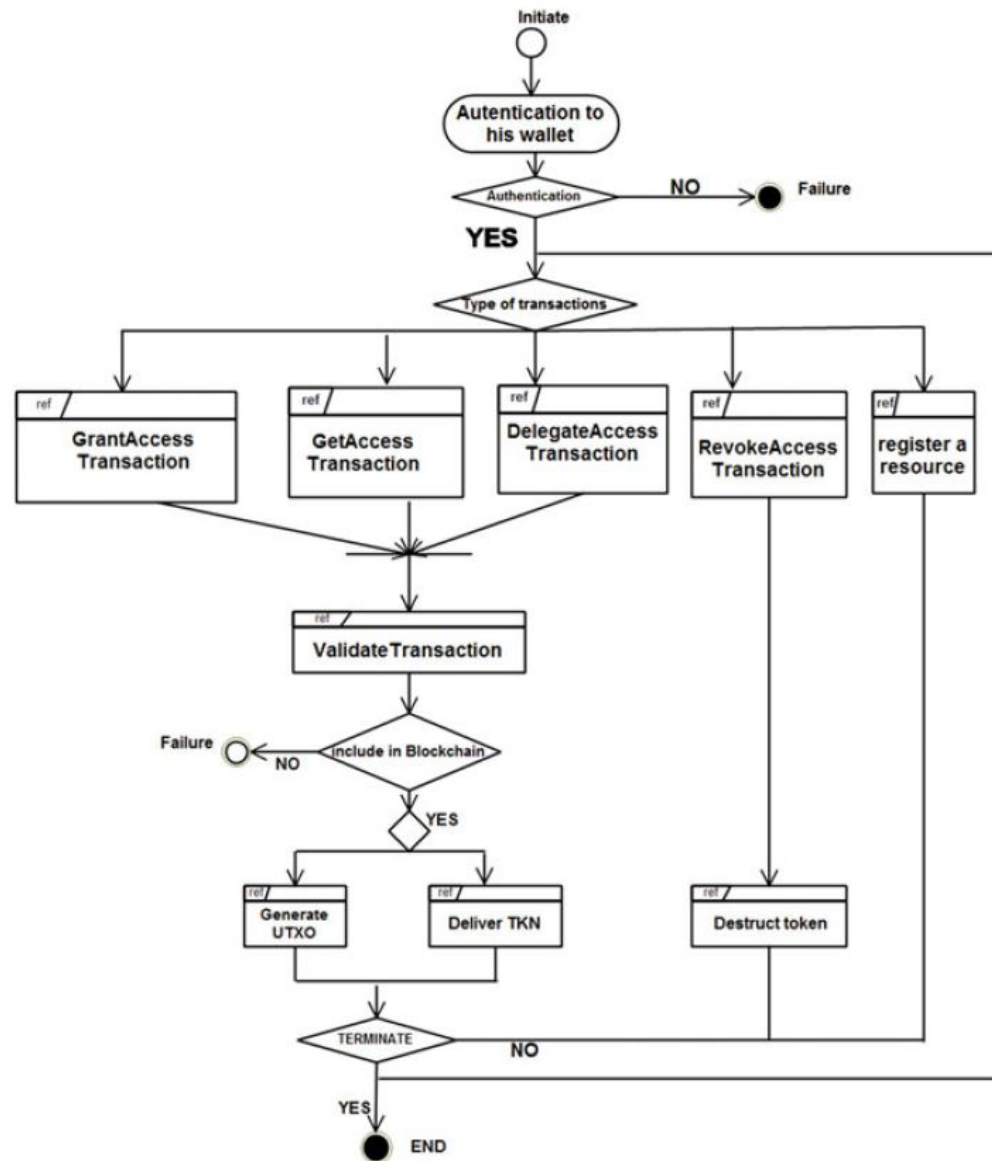 Initiate
Autentication to
his wallet
Authentication
NO
Failure
YES
Type of transactions
ref
GrantAccess
Transaction
ref
GetAccess
Transaction
ref
DelegateAccess
Transaction
ref
RevokeAccess
Transaction
ref
register a
resource
ref
ValidateTransaction
include in Blockchain
Failure
NO
YES
ref
Generate
UTXO
ref
Deliver TKN
ref
Destruct token
TERMINATE
NO
YES
END